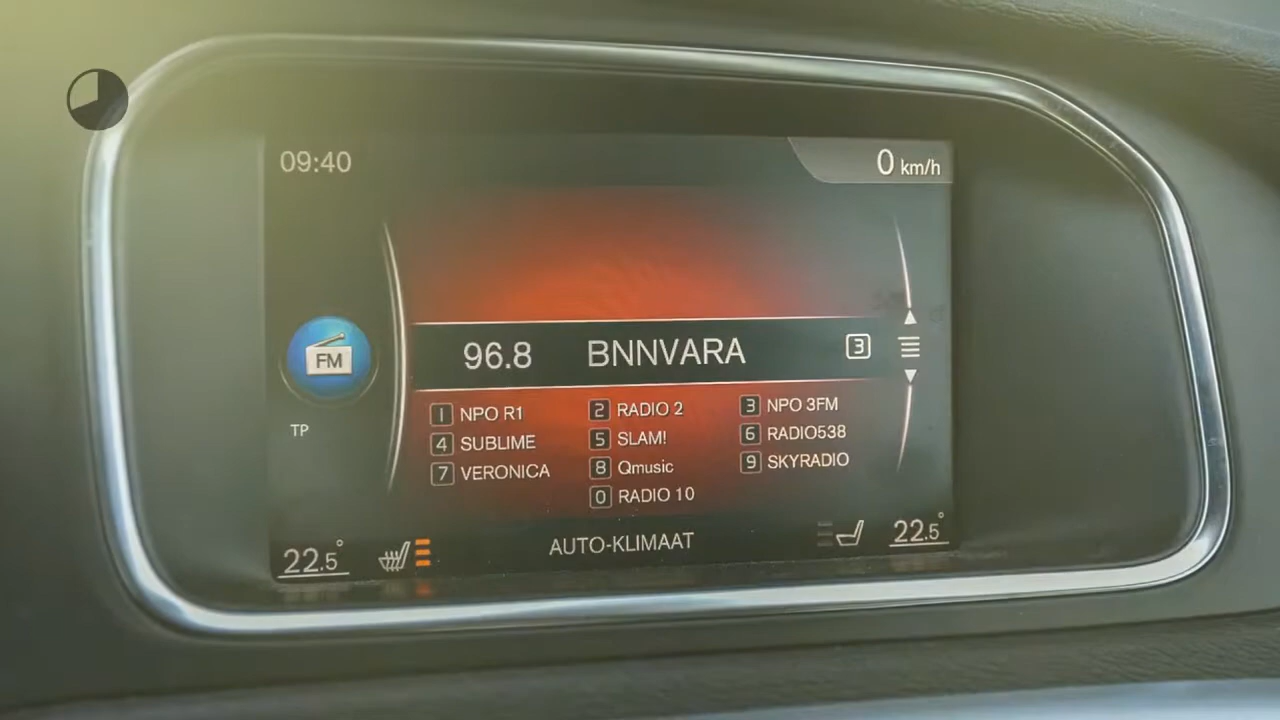 09:40
0 km/h
96.8 BNNVARA 3
FM
TP
1 NPO R1 2 RADIO 2 3 NPO 3FM
4 SUBLIME 5 SLAM! 6 RADIO538
7 VERONICA 8 Qmusic 9 SKYRADIO
0 RADIO 10
22.5° AUTO-KLIMAAT 22.5°